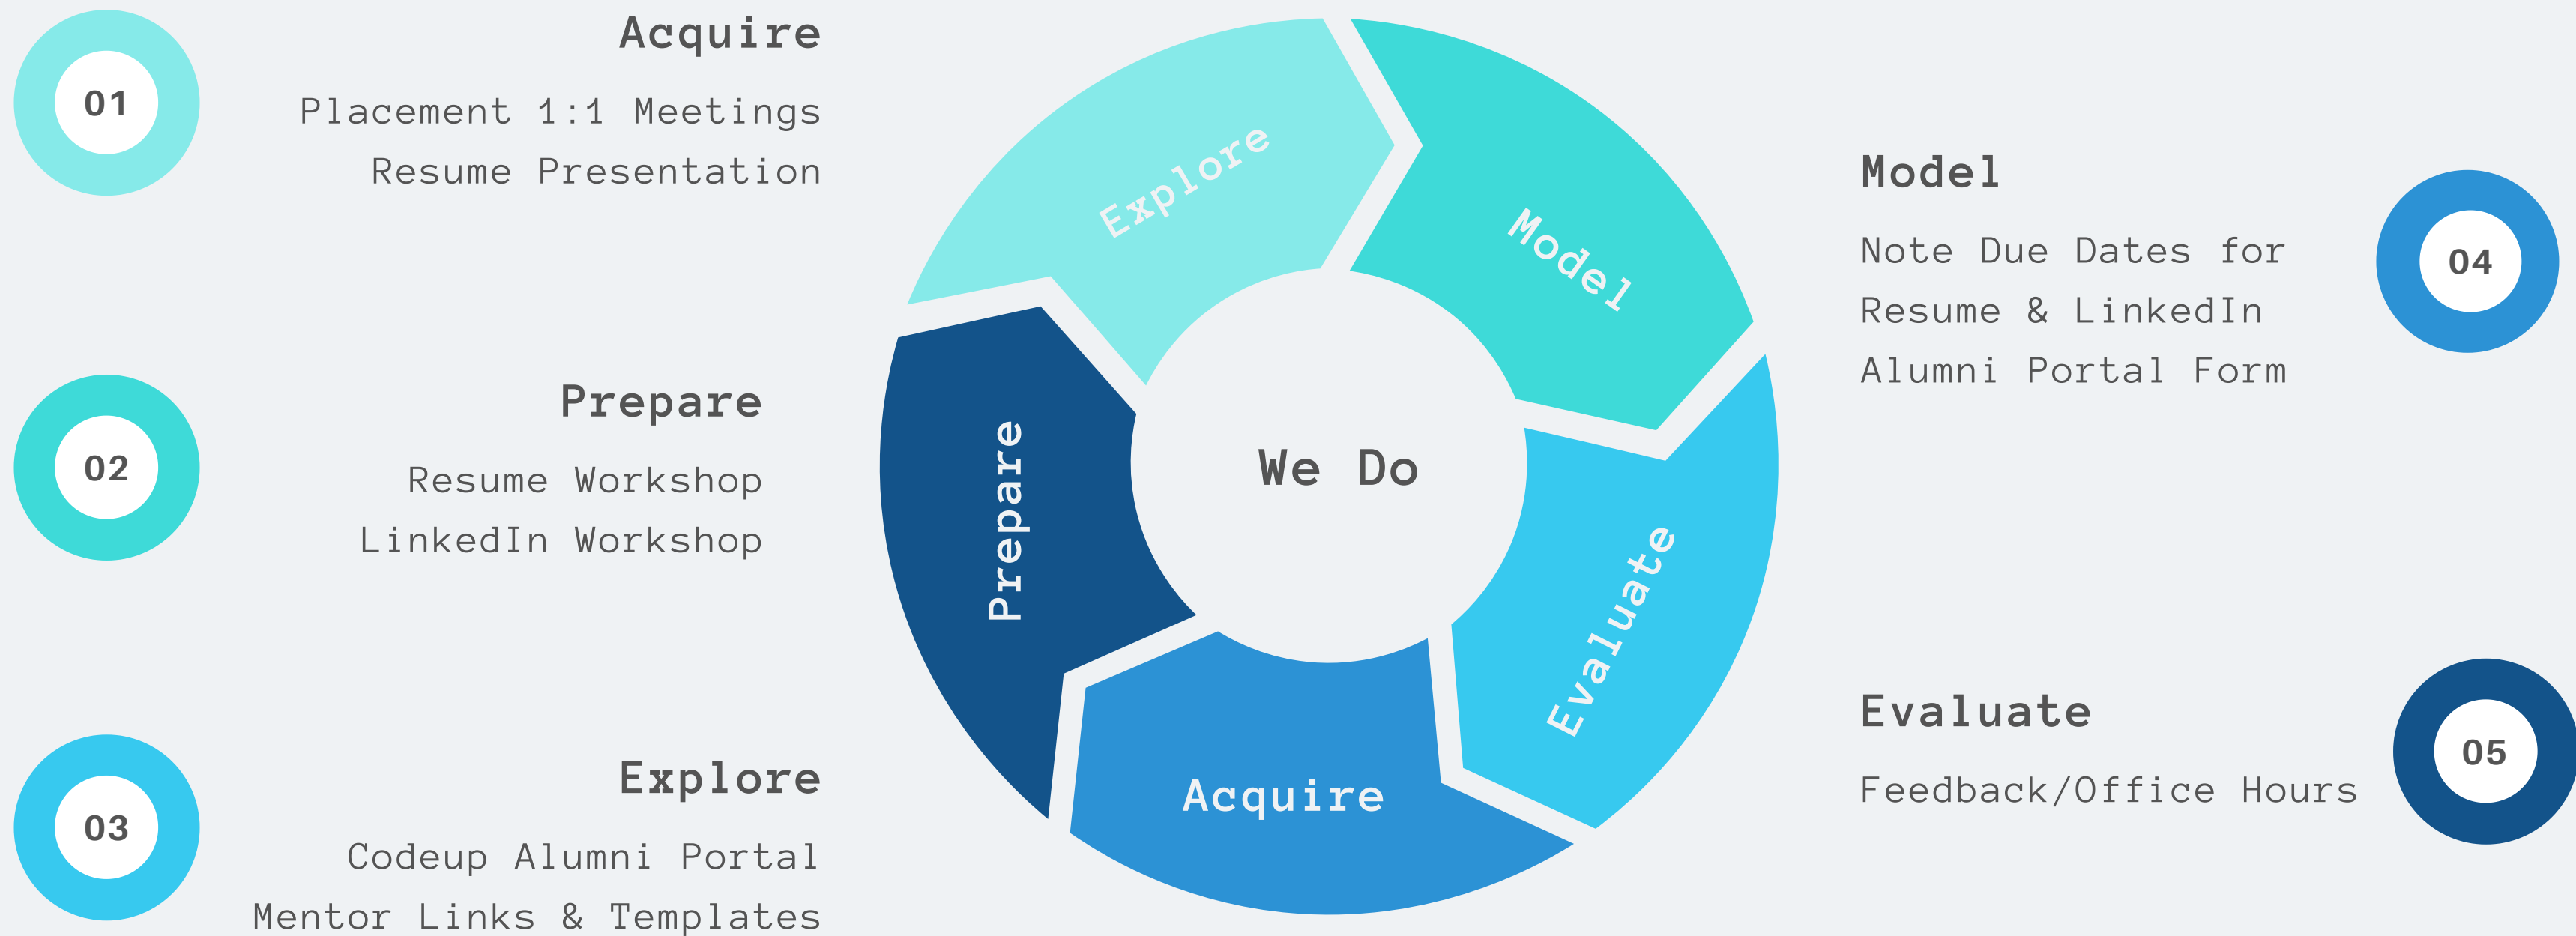 01
Acquire
Placement 1:1 Meetings
Resume Presentation
02
Prepare
Resume Workshop
LinkedIn Workshop
03
Explore
Codeup Alumni Portal
Mentor Links & Templates
Explore
Model
Prepare
We Do
Evaluate
Acquire
Model
Note Due Dates for
Resume & LinkedIn
Alumni Portal Form
04
Evaluate
Feedback/Office Hours
05